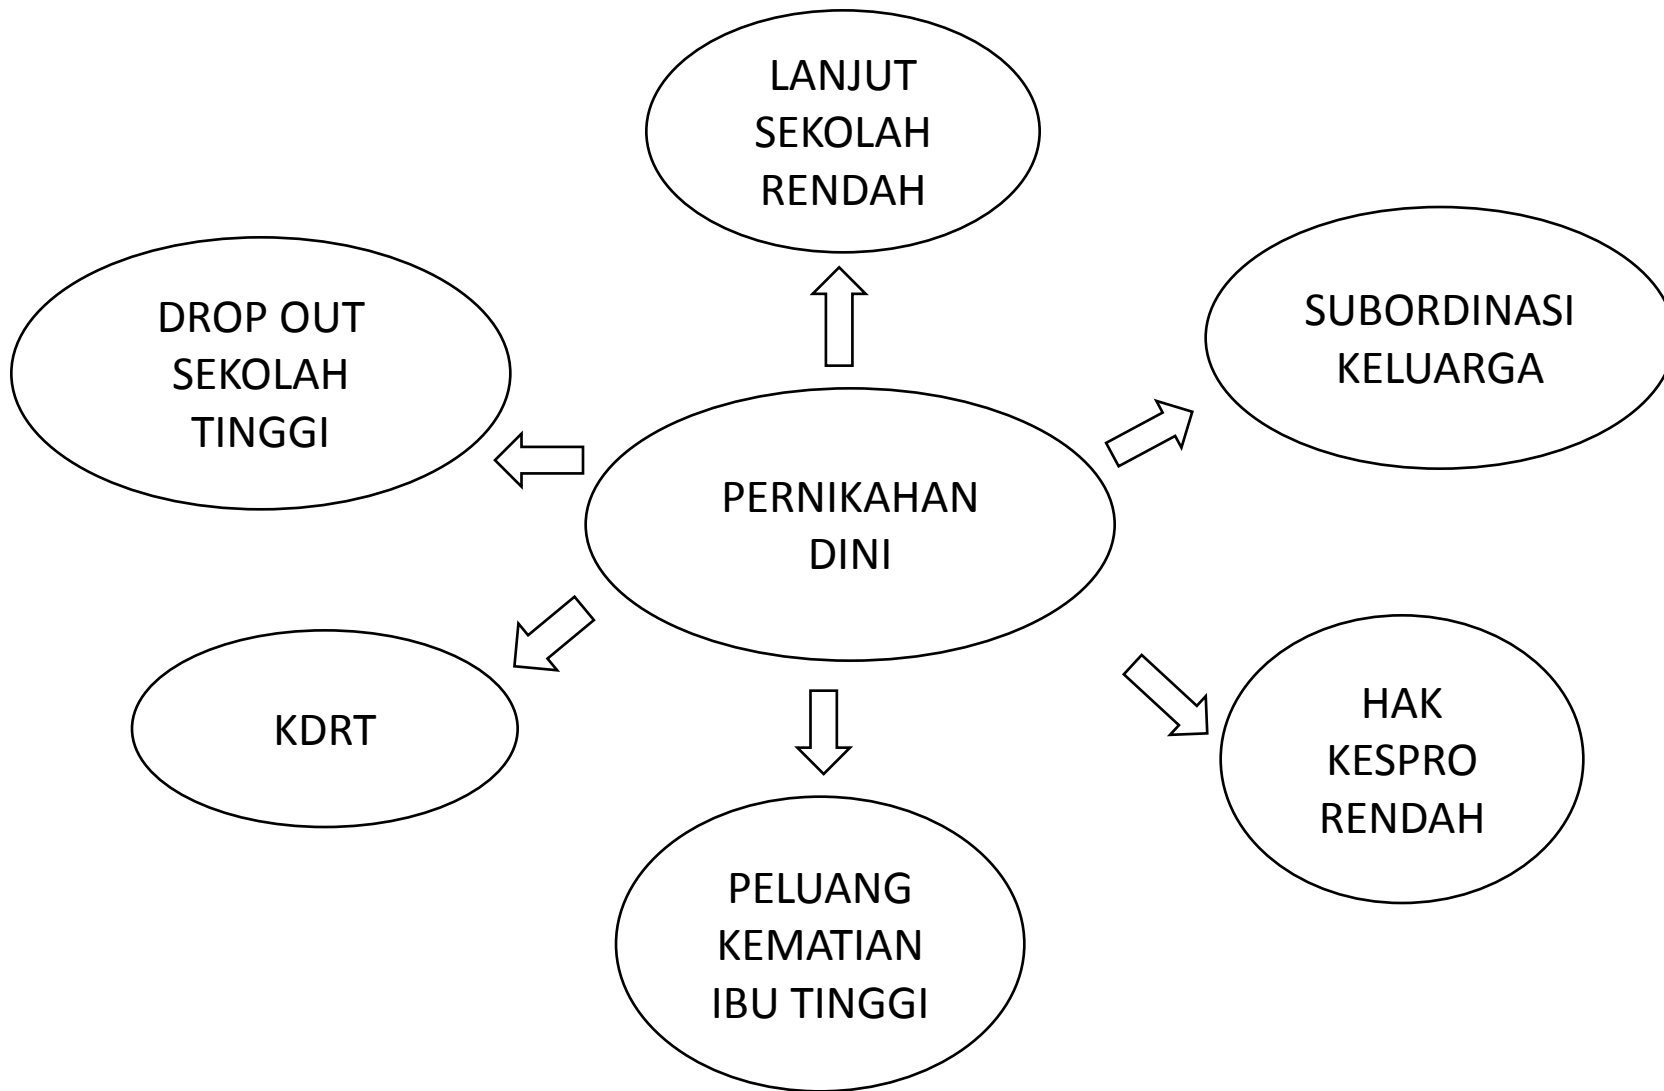 LANJUT
SEKOLAH
RENDAH
DROP OUT
SEKOLAH
TINGGI
SUBORDINASI
KELUARGA
PERNIKAHAN
DINI
KDRT
HAK
KESPRO
RENDAH
PELUANG
KEMATIAN
IBU TINGGI